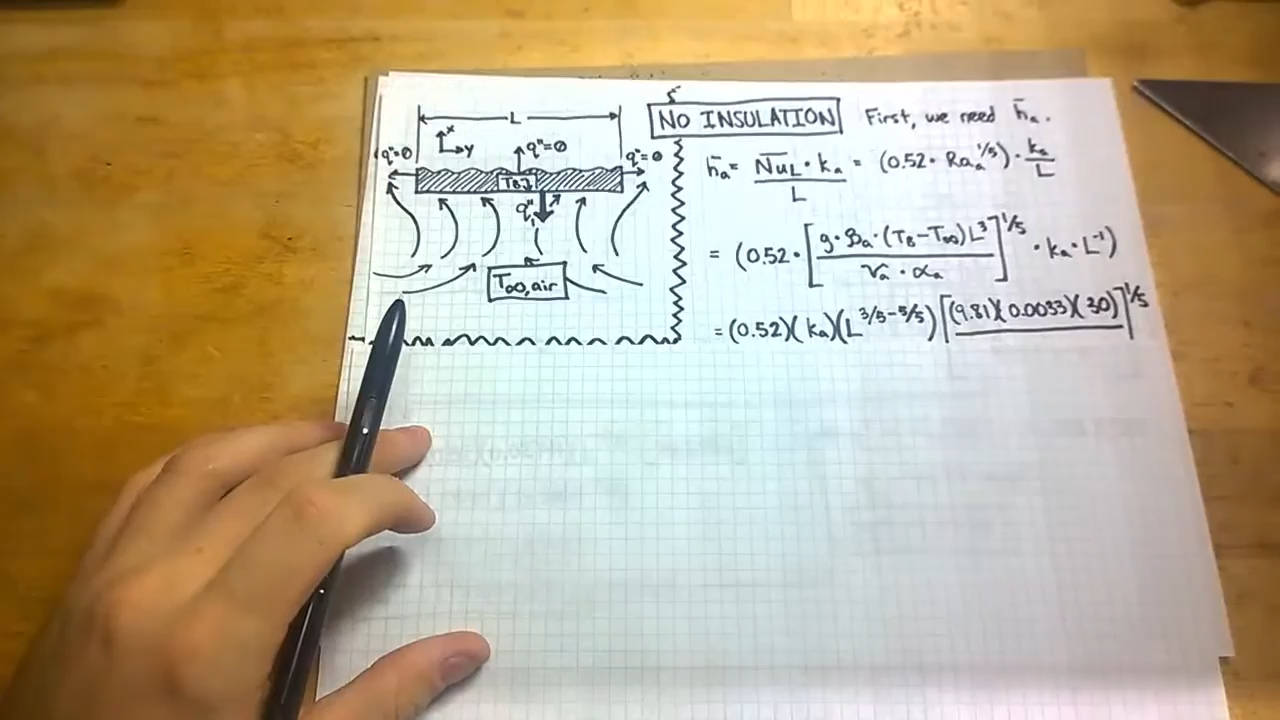 L
NO INSULATION
First, we need h̄a.
x
y
q"=0
q"=0
q"=0
TB
q"
T∞,air
h̄a = N̄uL · ka / L = (0.52 · Raa^1/5) · ka/L
= (0.52 · [g · βa · (TB – T∞)L³ / νa · αa]^1/5 · ka · L^-1)
= (0.52)(ka)(L^3/5-5/5)[(9.81)(0.0033)(30)]^1/5